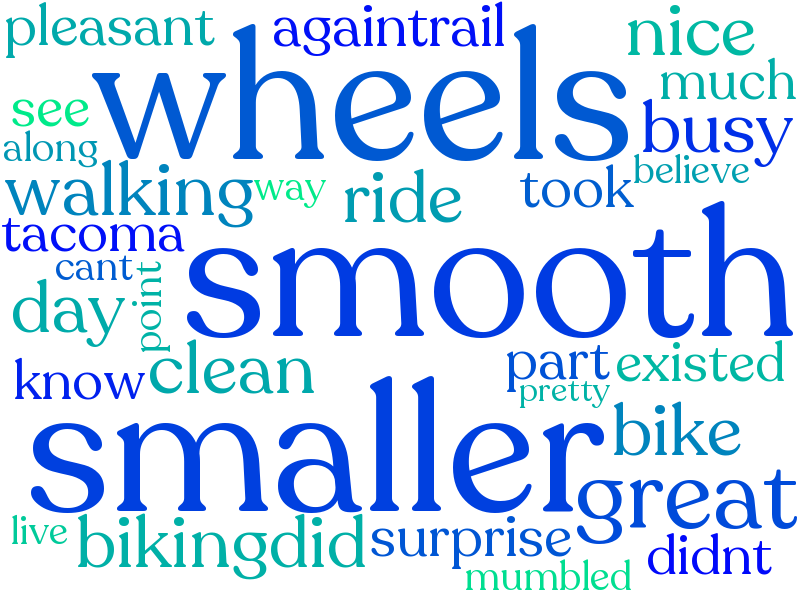 pleasant againtrail nice
wheels
see much
busy
along
believe
walking way ride took
tacoma
smooth
cant
day point
know clean part existed
pretty
smaller bike
great
live bikingdid surprise didnt
mumbled